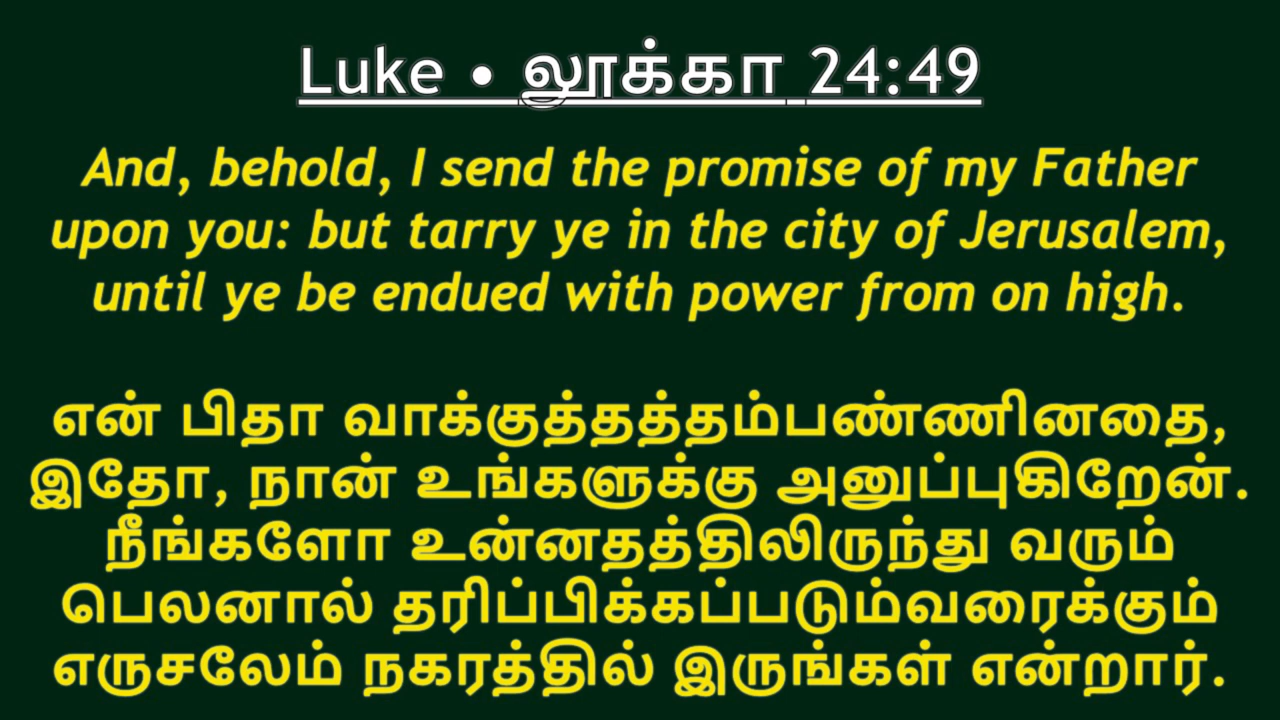 Luke • லூக்கா 24:49
And, behold, I send the promise of my Father
upon you: but tarry ye in the city of Jerusalem,
until ye be endued with power from on high.
என் பிதா வாக்குத்தத்தம்பண்ணினதை,
இதோ, நான் உங்களுக்கு அனுப்புகிறேன்.
நீங்களோ உன்னதத்திலிருந்து வரும்
பெலனால் தரிப்பிக்கப்படும்வரைக்கும்
எருசலேம் நகரத்தில் இருங்கள் என்றார்.